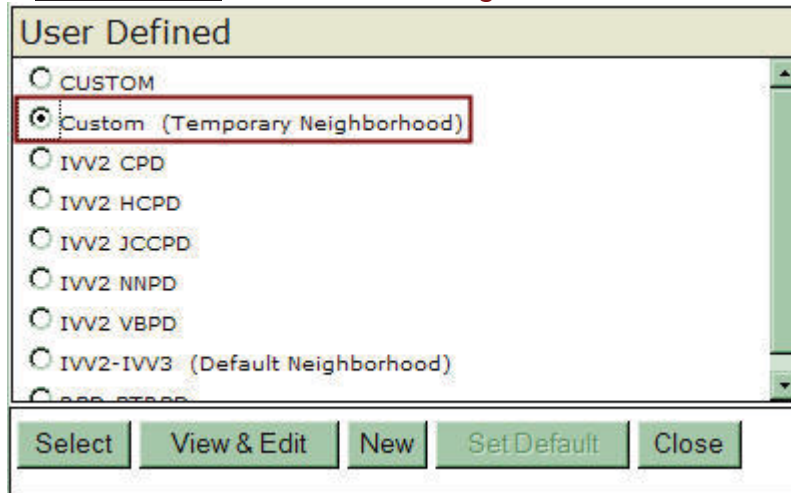 User Defined
CUSTOM
Custom (Temporary Neighborhood)
IVV2 CPD
IVV2 HCPD
IVV2 JCCPD
IVV2 NNPD
IVV2 VBPD
IVV2-IVV3 (Default Neighborhood)
Select View & Edit New Set Default Close